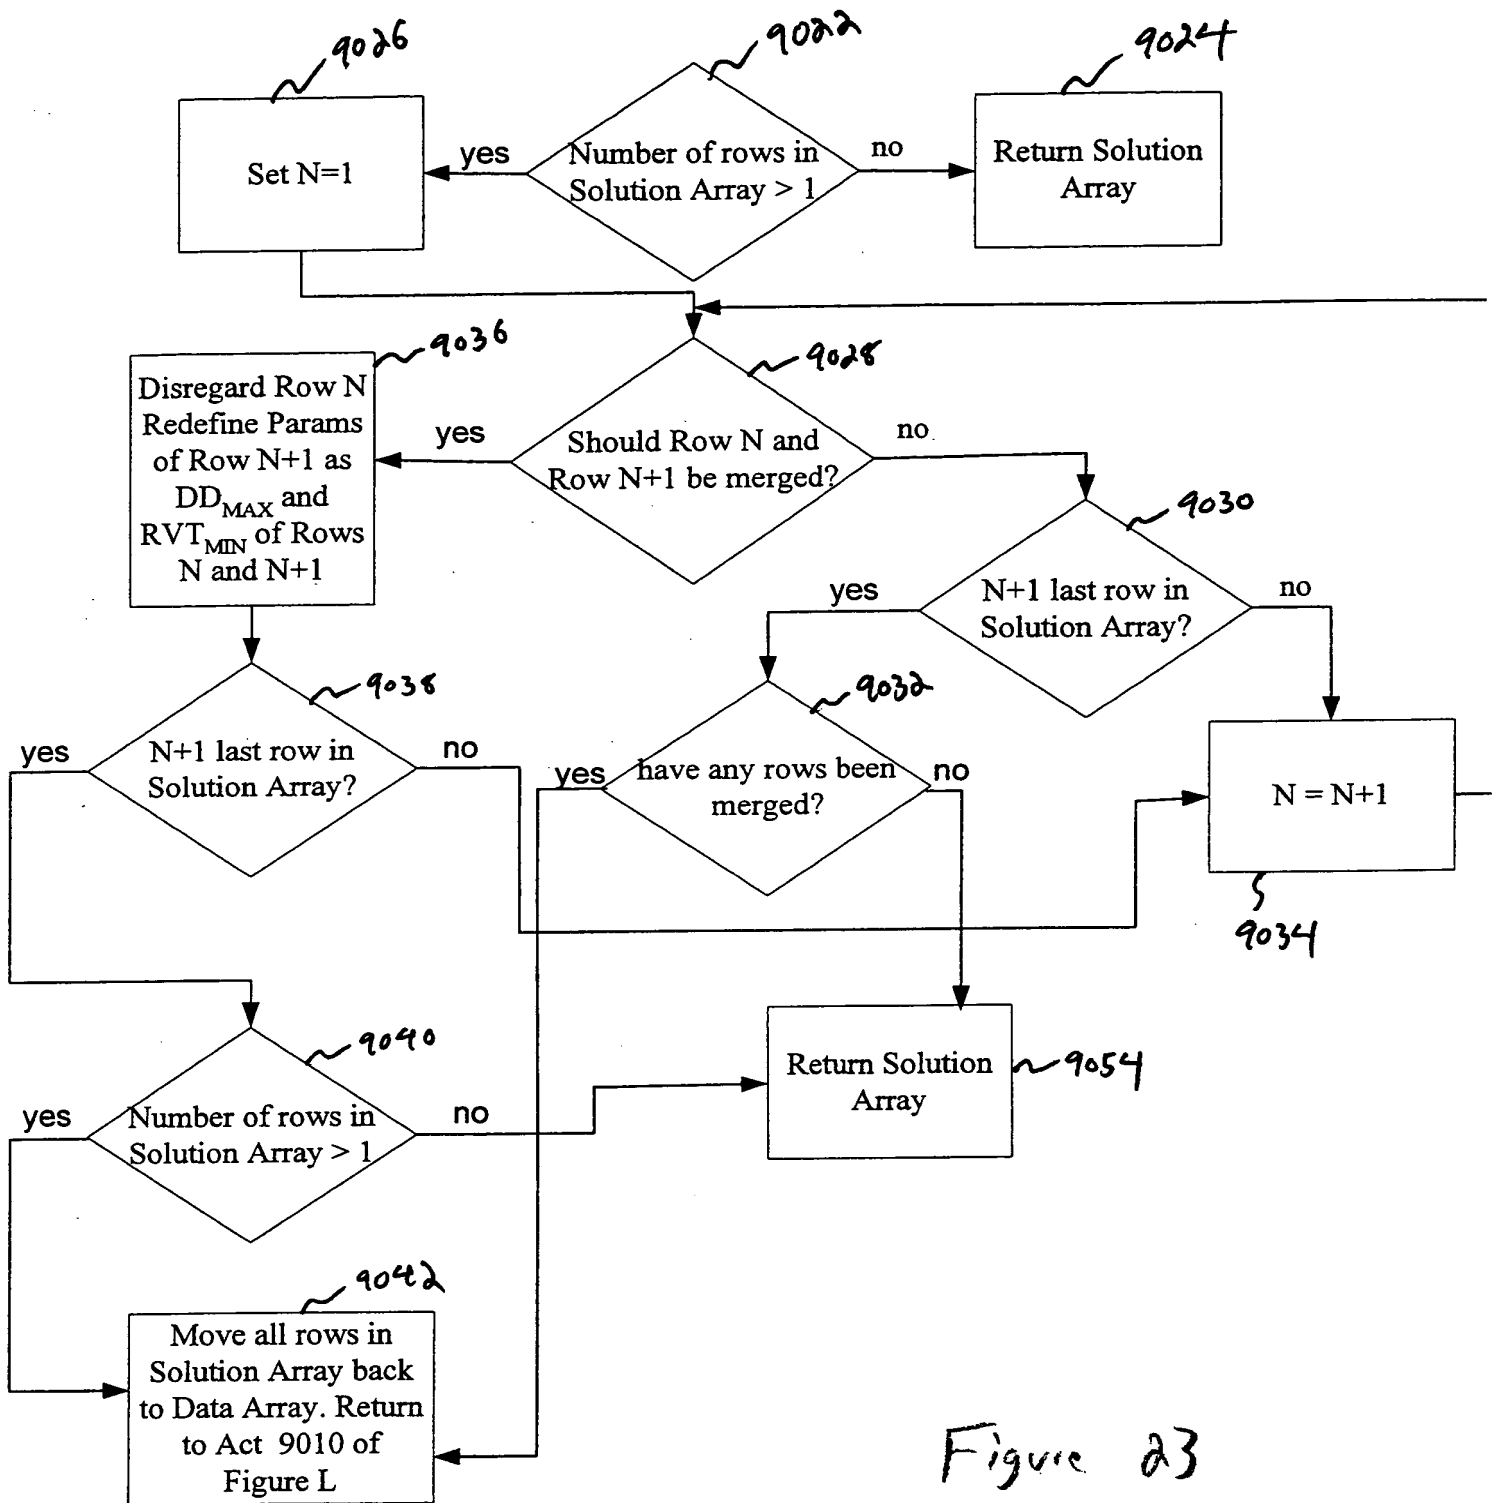 9026
9022
9024
Set N=1
yes
Number of rows in
Solution Array > 1
no
Return Solution
Array
9036
9028
Disregard Row N
Redefine Params
of Row N+1 as
DD_MAX and
RVT_MIN of Rows
N and N+1
yes
Should Row N and
Row N+1 be merged?
no
9030
yes
N+1 last row in
Solution Array?
no
9038
9032
yes
N+1 last row in
Solution Array?
no
yes
have any rows been
merged?
no
N = N+1
9034
9040
yes
Number of rows in
Solution Array > 1
no
Return Solution
Array
9054
9042
Move all rows in
Solution Array back
to Data Array. Return
to Act 9010 of
Figure L
Figure 23